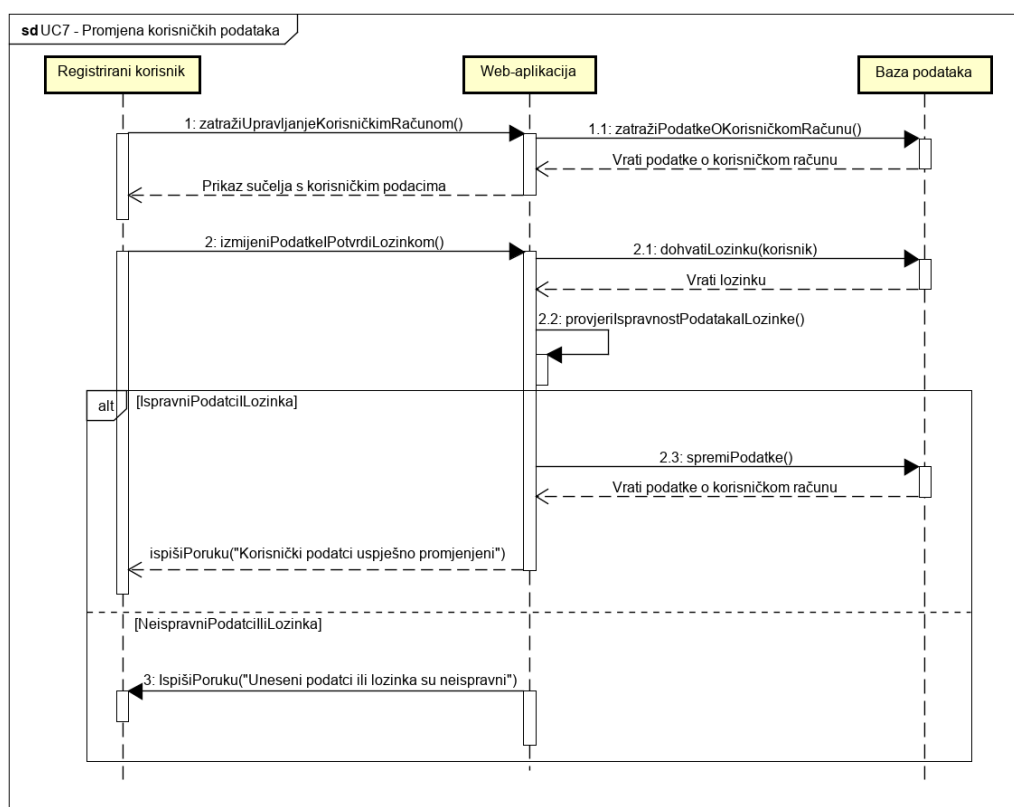 sd UC7 - Promjena korisničkih podataka
Registrirani korisnik
Web-aplikacija
Baza podataka
1: zatražiUpravljanjeKorisničkimRačunom()
1.1: zatražiPodatkeOKorisničkomRačunu()
Vrati podatke o korisničkom računu
Prikaz sučelja s korisničkim podacima
2: izmijeniPodatkeIPotvrdiLozinkom()
2.1: dohvatiLozinku(korisnik)
Vrati lozinku
2.2: provjeriIspravnostPodatakaILozinke()
alt
[IspravniPodatciILozinka]
2.3: spremiPodatke()
Vrati podatke o korisničkom računu
ispišiPoruku("Korisnički podatci uspješno promjenjeni")
[NeispravniPodatciIliLozinka]
3: IspišiPoruku("Uneseni podatci ili lozinka su neispravni")